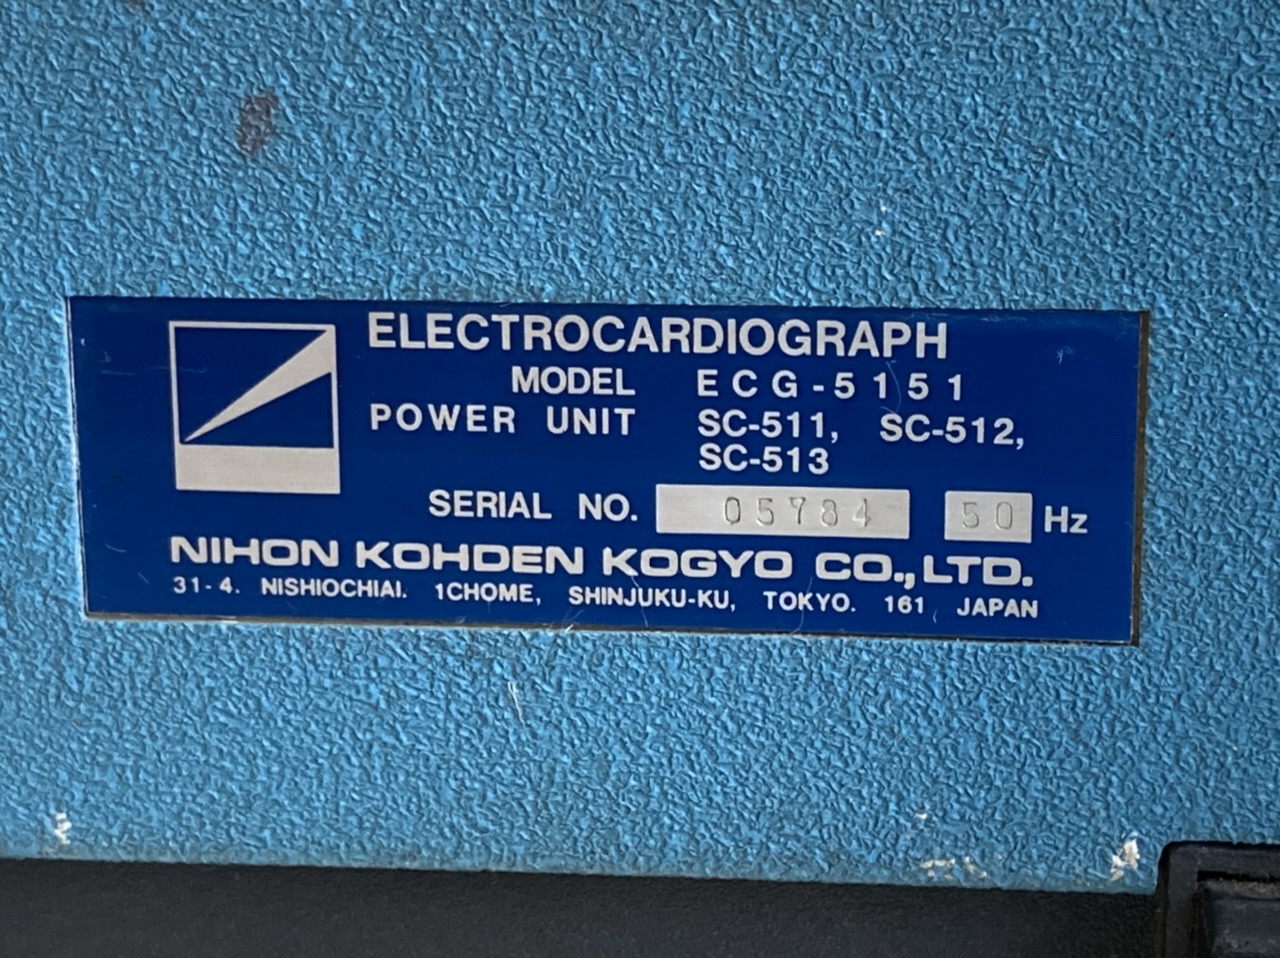 ELECTROCARDIOGRAPH
MODEL ECG-5151
POWER UNIT SC-511, SC-512,
SC-513
SERIAL NO. 05784 50 Hz
NIHON KOHDEN KOGYO CO., LTD.
31-4. NISHIOCHIAI. 1CHOME, SHINJUKU-KU, TOKYO. 161, JAPAN